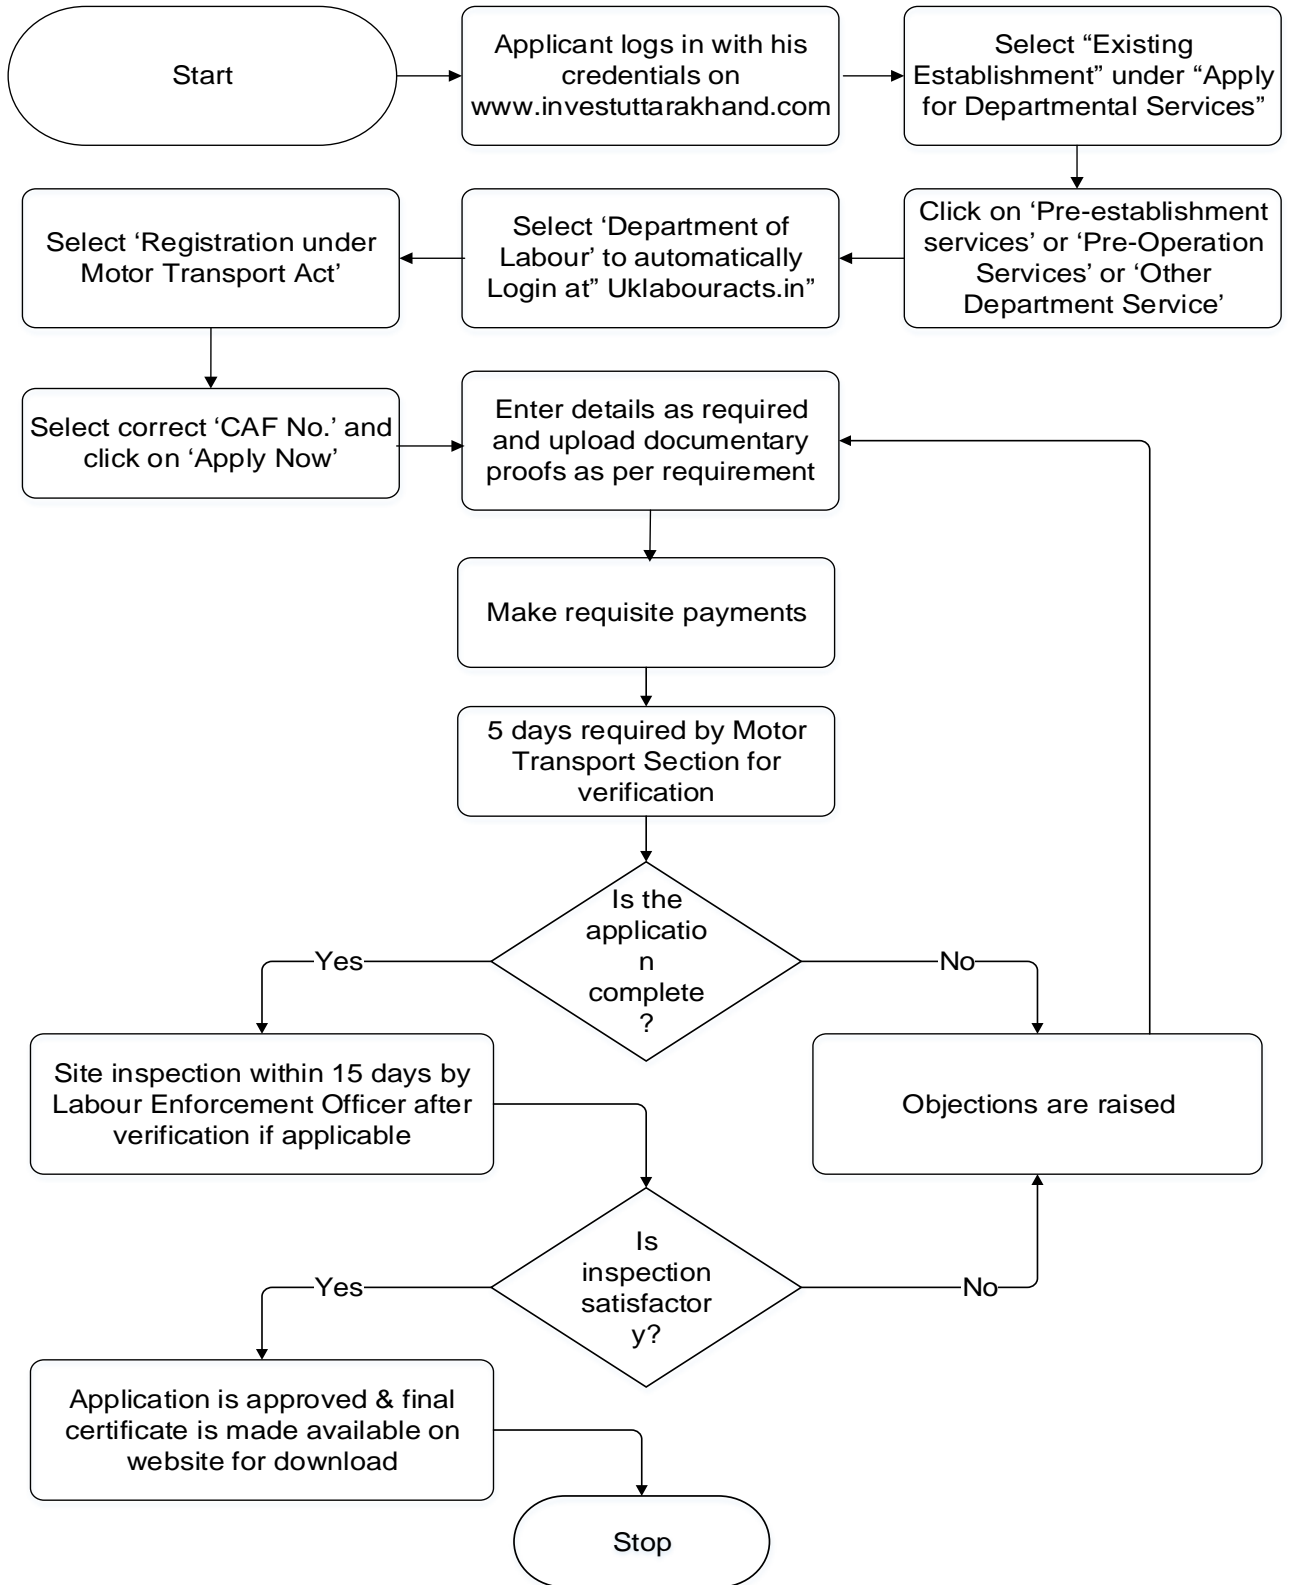 Start
Applicant logs in with his
credentials on
www.investuttarakhand.com
Select “Existing
Establishment” under “Apply
for Departmental Services”
Click on ‘Pre-establishment
services’ or ‘Pre-Operation
Services’ or ‘Other
Department Service’
Select ‘Department of
Labour’ to automatically
Login at” Uklabouracts.in”
Select ‘Registration under
Motor Transport Act’
Select correct ‘CAF No.’ and
click on ‘Apply Now’
Enter details as required
and upload documentary
proofs as per requirement
Make requisite payments
5 days required by Motor
Transport Section for
verification
Is the
applicatio
n
complete
?
Yes
No
Site inspection within 15 days by
Labour Enforcement Officer after
verification if applicable
Objections are raised
Is
inspection
satisfactor
y?
Yes
No
Application is approved & final
certificate is made available on
website for download
Stop